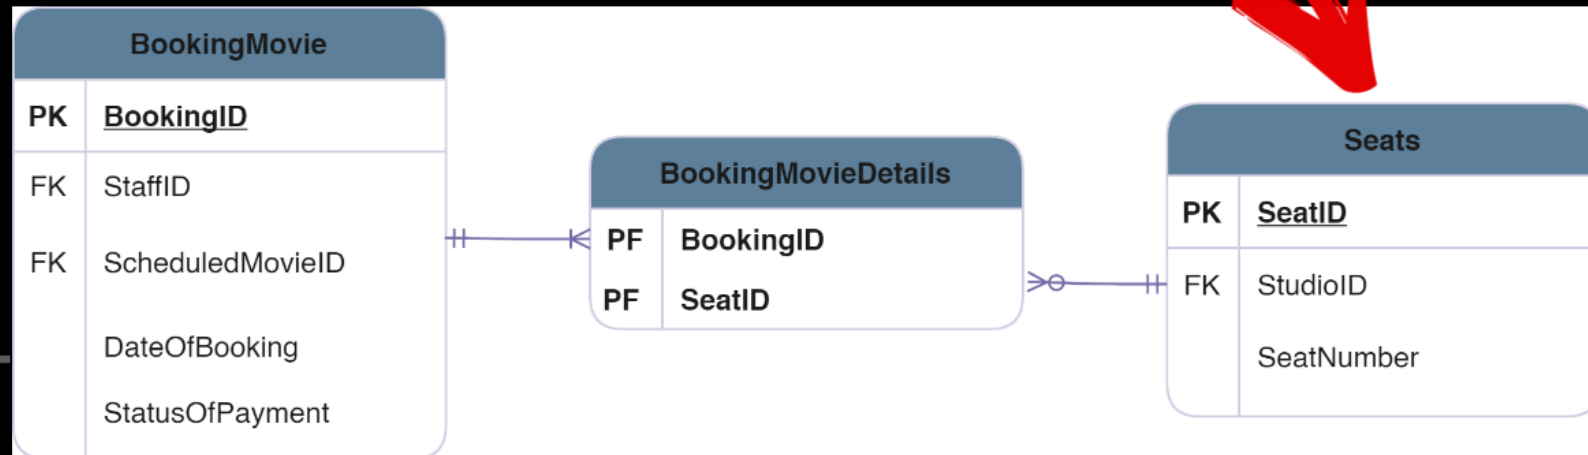 BookingMovie
PK BookingID
FK StaffID
FK ScheduledMovieID
DateOfBooking
StatusOfPayment
BookingMovieDetails
PF BookingID
PF SeatID
Seats
PK SeatID
FK StudioID
SeatNumber